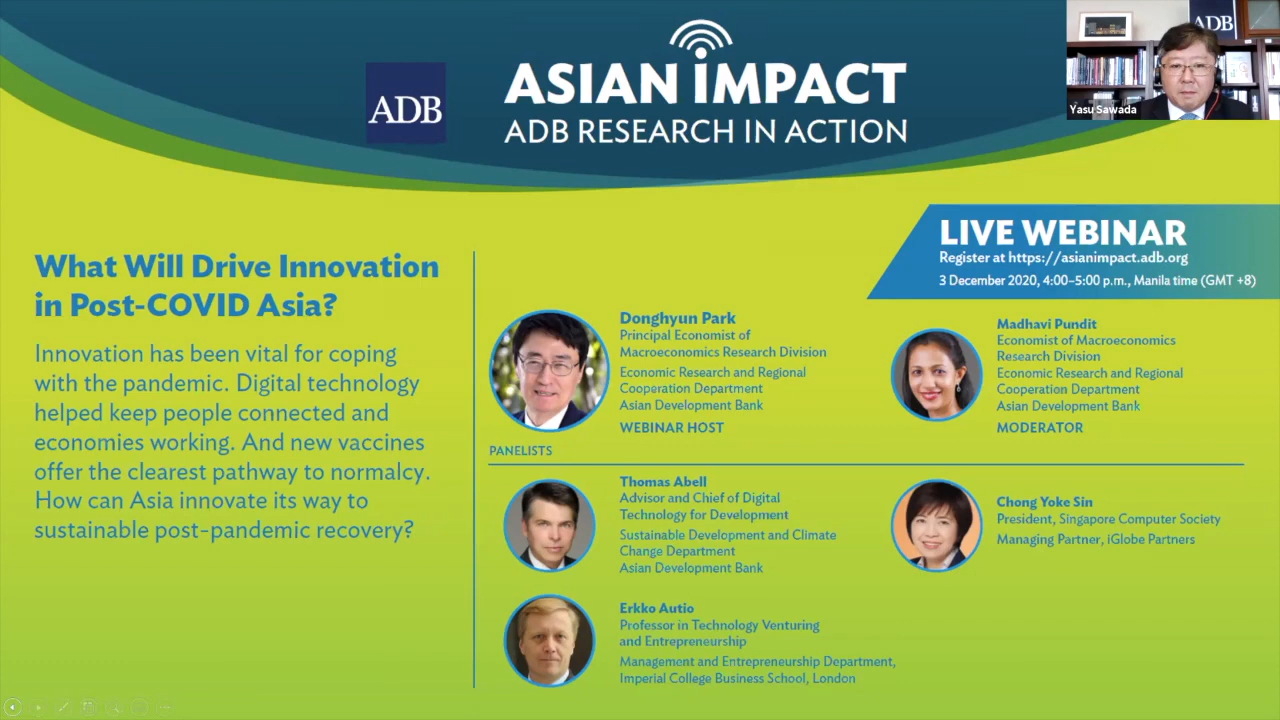 ADB
ASIAN iMPACT
ADB RESEARCH IN ACTION
ADB
Yasu Sawada
LIVE WEBINAR
Register at https://asianimpact.adb.org
3 December 2020, 4:00–5:00 p.m., Manila time (GMT +8)
What Will Drive Innovation
in Post-COVID Asia?
Innovation has been vital for coping
with the pandemic. Digital technology
helped keep people connected and
economies working. And new vaccines
offer the clearest pathway to normalcy.
How can Asia innovate its way to
sustainable post-pandemic recovery?
Donghyun Park
Principal Economist of
Macroeconomics Research Division
Economic Research and Regional
Cooperation Department
Asian Development Bank
WEBINAR HOST
Madhavi Pundit
Economist of Macroeconomics
Research Division
Economic Research and Regional
Cooperation Department
Asian Development Bank
MODERATOR
PANELISTS
Thomas Abell
Advisor and Chief of Digital
Technology for Development
Sustainable Development and Climate
Change Department
Asian Development Bank
Chong Yoke Sin
President, Singapore Computer Society
Managing Partner, iGlobe Partners
Erkko Autio
Professor in Technology Venturing
and Entrepreneurship
Management and Entrepreneurship Department,
Imperial College Business School, London